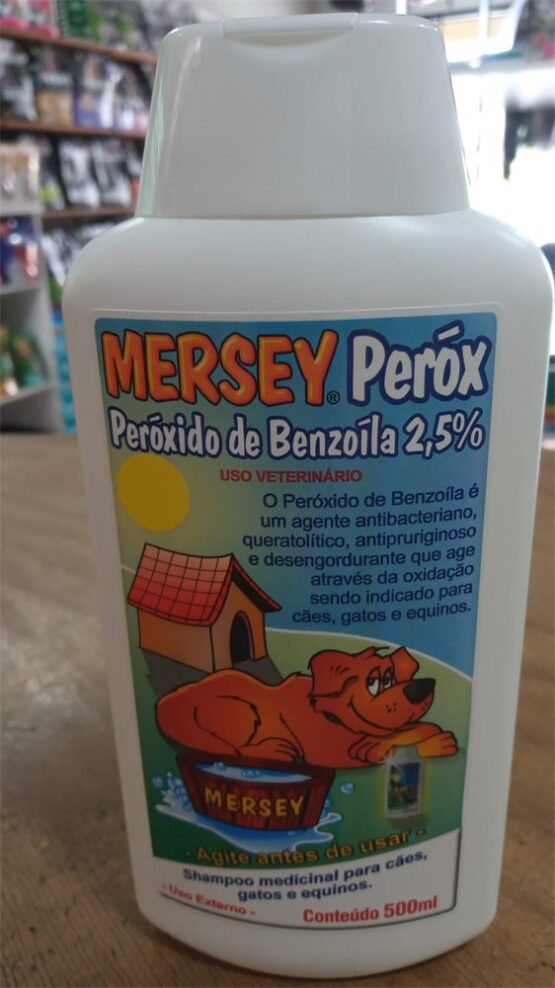 MERSEY® Peróx
Peróxido de Benzoíla 2,5%
USO VETERINÁRIO
O Peróxido de Benzoíla é
um agente antibacteriano,
queratolítico, antipruriginoso
e desengordurante que age
através da oxidação
sendo indicado para
cães, gatos e equinos.
MERSEY
- Agite antes de usar -
Shampoo medicinal para cães,
gatos e equinos.
- Uso Externo -
Conteúdo 500ml